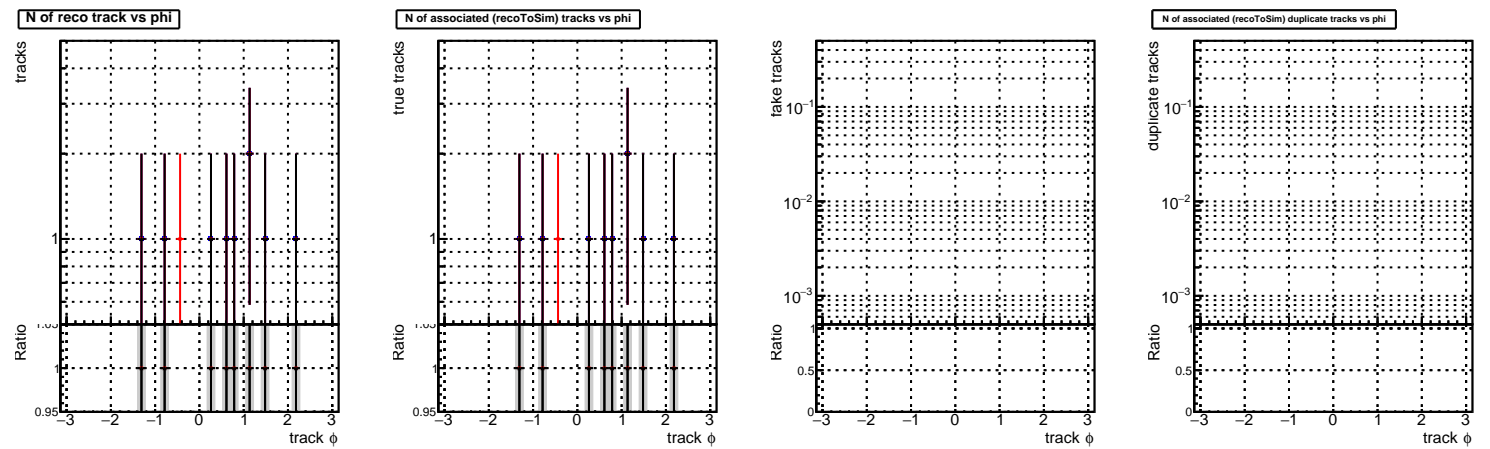 N of reco track vs phi
tracks
1
Ratio
1.05
1
0.95
−3 −2 −1 0 1 2 3
track ϕ
N of associated (recoToSim) tracks vs phi
true tracks
1
Ratio
1.05
1
0.95
−3 −2 −1 0 1 2 3
track ϕ
fake tracks
10−1
10−2
10−3
Ratio
1
0.5
0
−3 −2 −1 0 1 2 3
track ϕ
N of associated (recoToSim) duplicate tracks vs phi
duplicate tracks
10−1
10−2
10−3
Ratio
1
0.5
0
−3 −2 −1 0 1 2 3
track ϕ